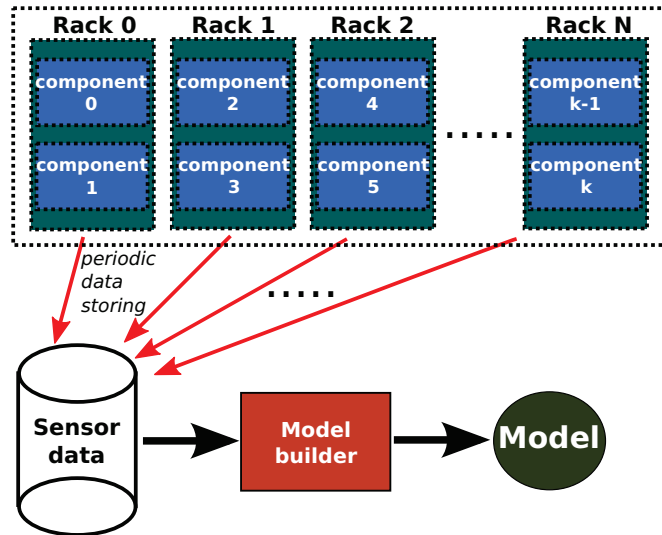 Rack 0 Rack 1 Rack 2 Rack N
component
0
component
2
component
4
component
k-1
.....
component
1
component
3
component
5
component
k
periodic
data
storing
.....
Sensor
data
Model
builder
Model